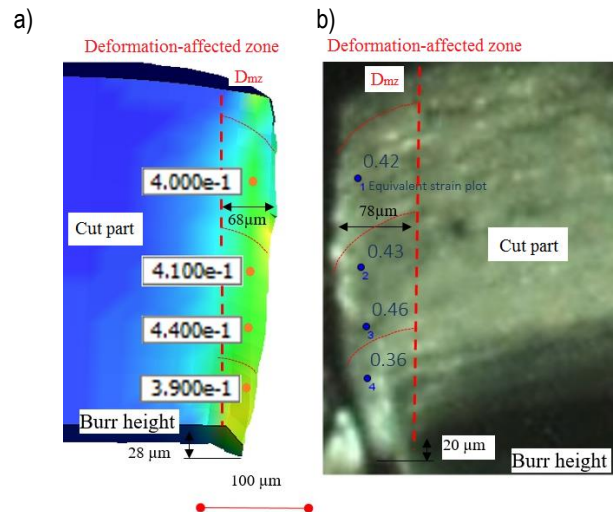 a)
Deformation-affected zone
Dmz
4.000e-1
68µm
Cut part
4.100e-1
4.400e-1
3.900e-1
Burr height
28 µm
100 µm
b)
Deformation-affected zone
Dmz
0.42
1 Equivalent strain plot
78µm
Cut part
0.43
2
0.46
3
0.36
4
20 µm
Burr height